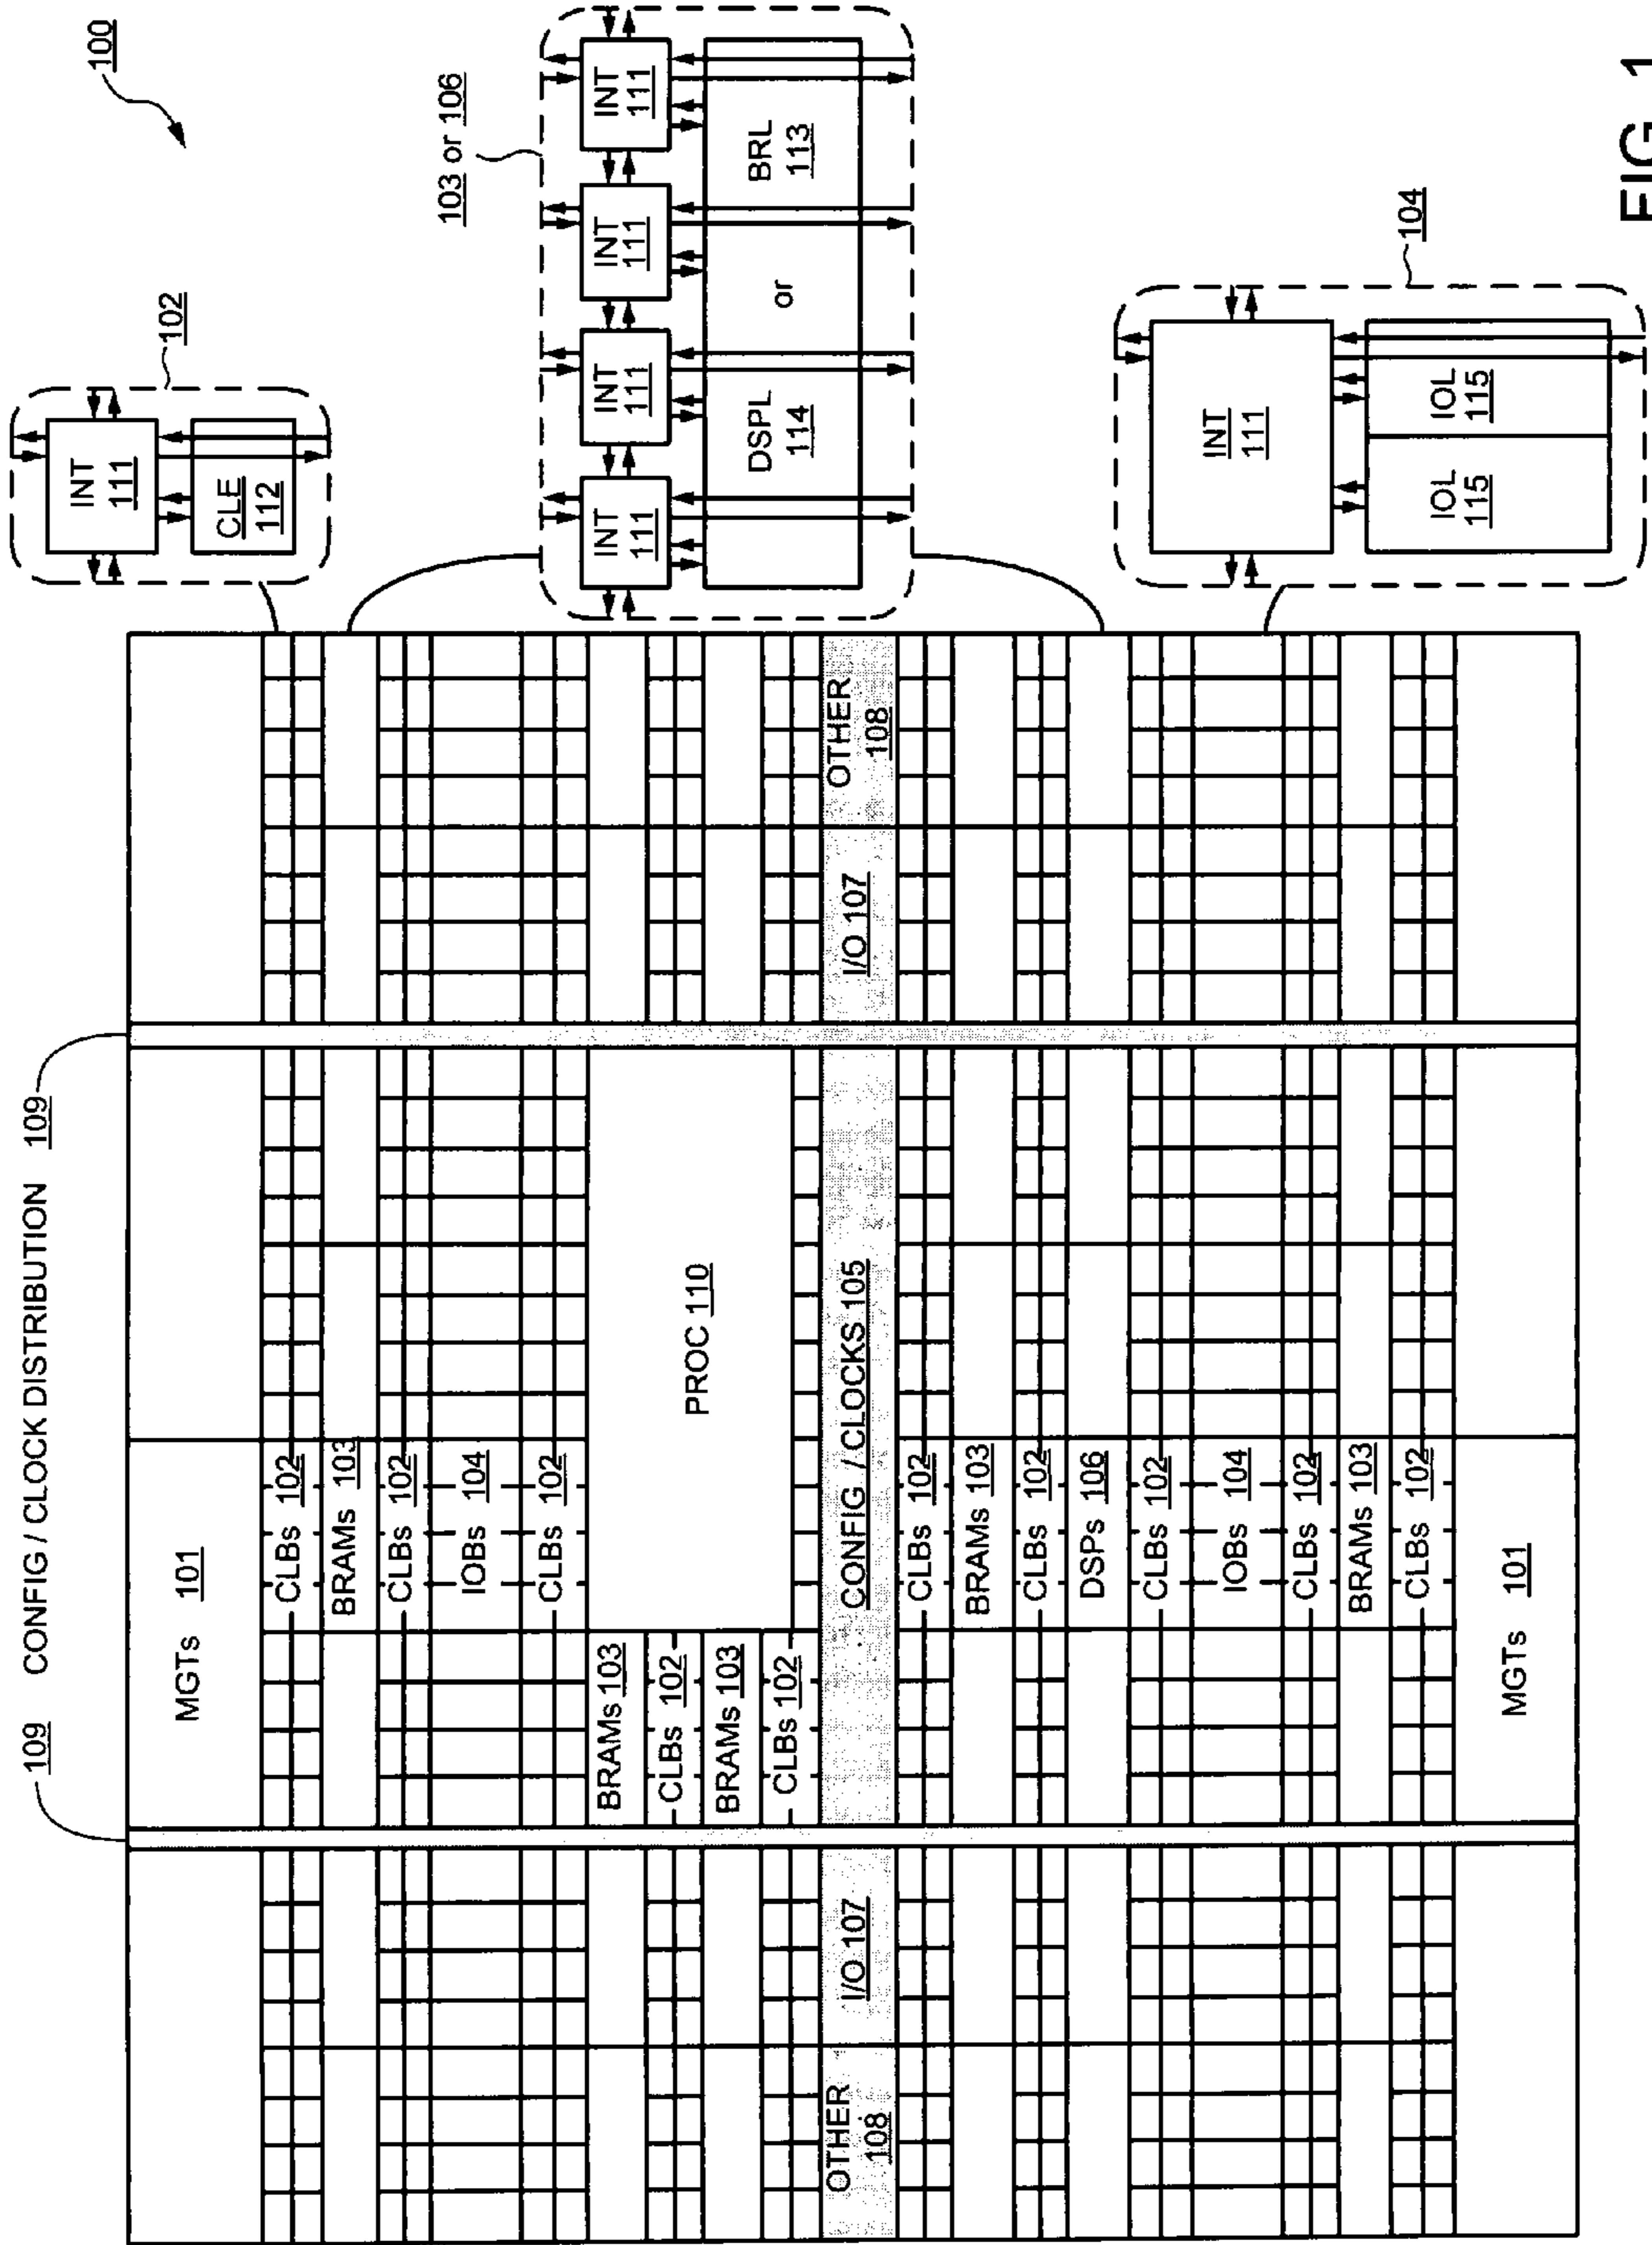 109 CONFIG / CLOCK DISTRIBUTION 109
100
MGTs 101
CLBs 102
BRAMs 103
CLBs 102
IOBs 104
CLBs 102
BRAMs 103
CLBs 102
BRAMs 103
CLBs 102
PROC 110
OTHER 108
I/O 107
CONFIG / CLOCKS 105
I/O 107
OTHER 108
CLBs 102
BRAMs 103
CLBs 102
DSPs 106
CLBs 102
IOBs 104
CLBs 102
BRAMs 103
CLBs 102
MGTs 101
102
INT
111
CLE
112
103 or 106
INT
111
INT
111
INT
111
INT
111
DSPL
114
or
BRL
113
104
INT
111
IOL
115
IOL
115
FIG. 1